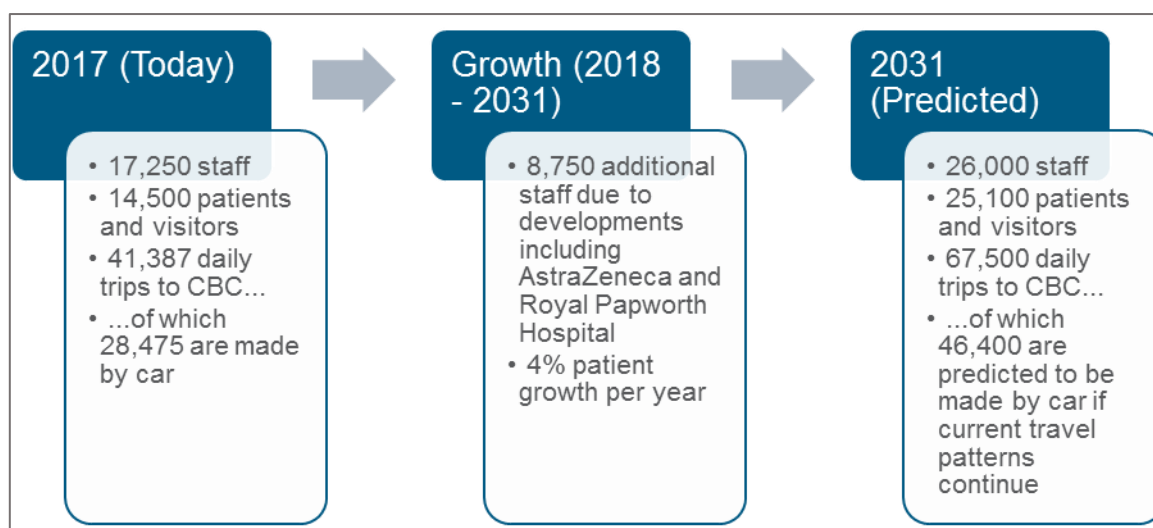 2017 (Today)
• 17,250 staff
• 14,500 patients
and visitors
• 41,387 daily
trips to CBC...
• ...of which
28,475 are made
by car
Growth (2018
- 2031)
• 8,750 additional
staff due to
developments
including
AstraZeneca and
Royal Papworth
Hospital
• 4% patient
growth per year
2031
(Predicted)
• 26,000 staff
• 25,100 patients
and visitors
• 67,500 daily
trips to CBC...
• ...of which
46,400 are
predicted to be
made by car if
current travel
patterns
continue